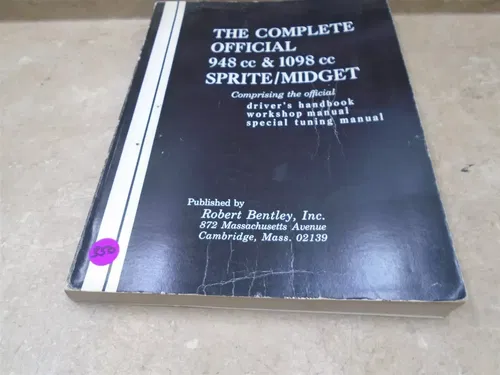 THE COMPLETE
OFFICIAL
948 cc & 1098 cc
SPRITE/MIDGET
Comprising the official
driver's handbook
workshop manual
special tuning manual
Published by
Robert Bentley, Inc.
872 Massachusetts Avenue
Cambridge, Mass. 02139
350